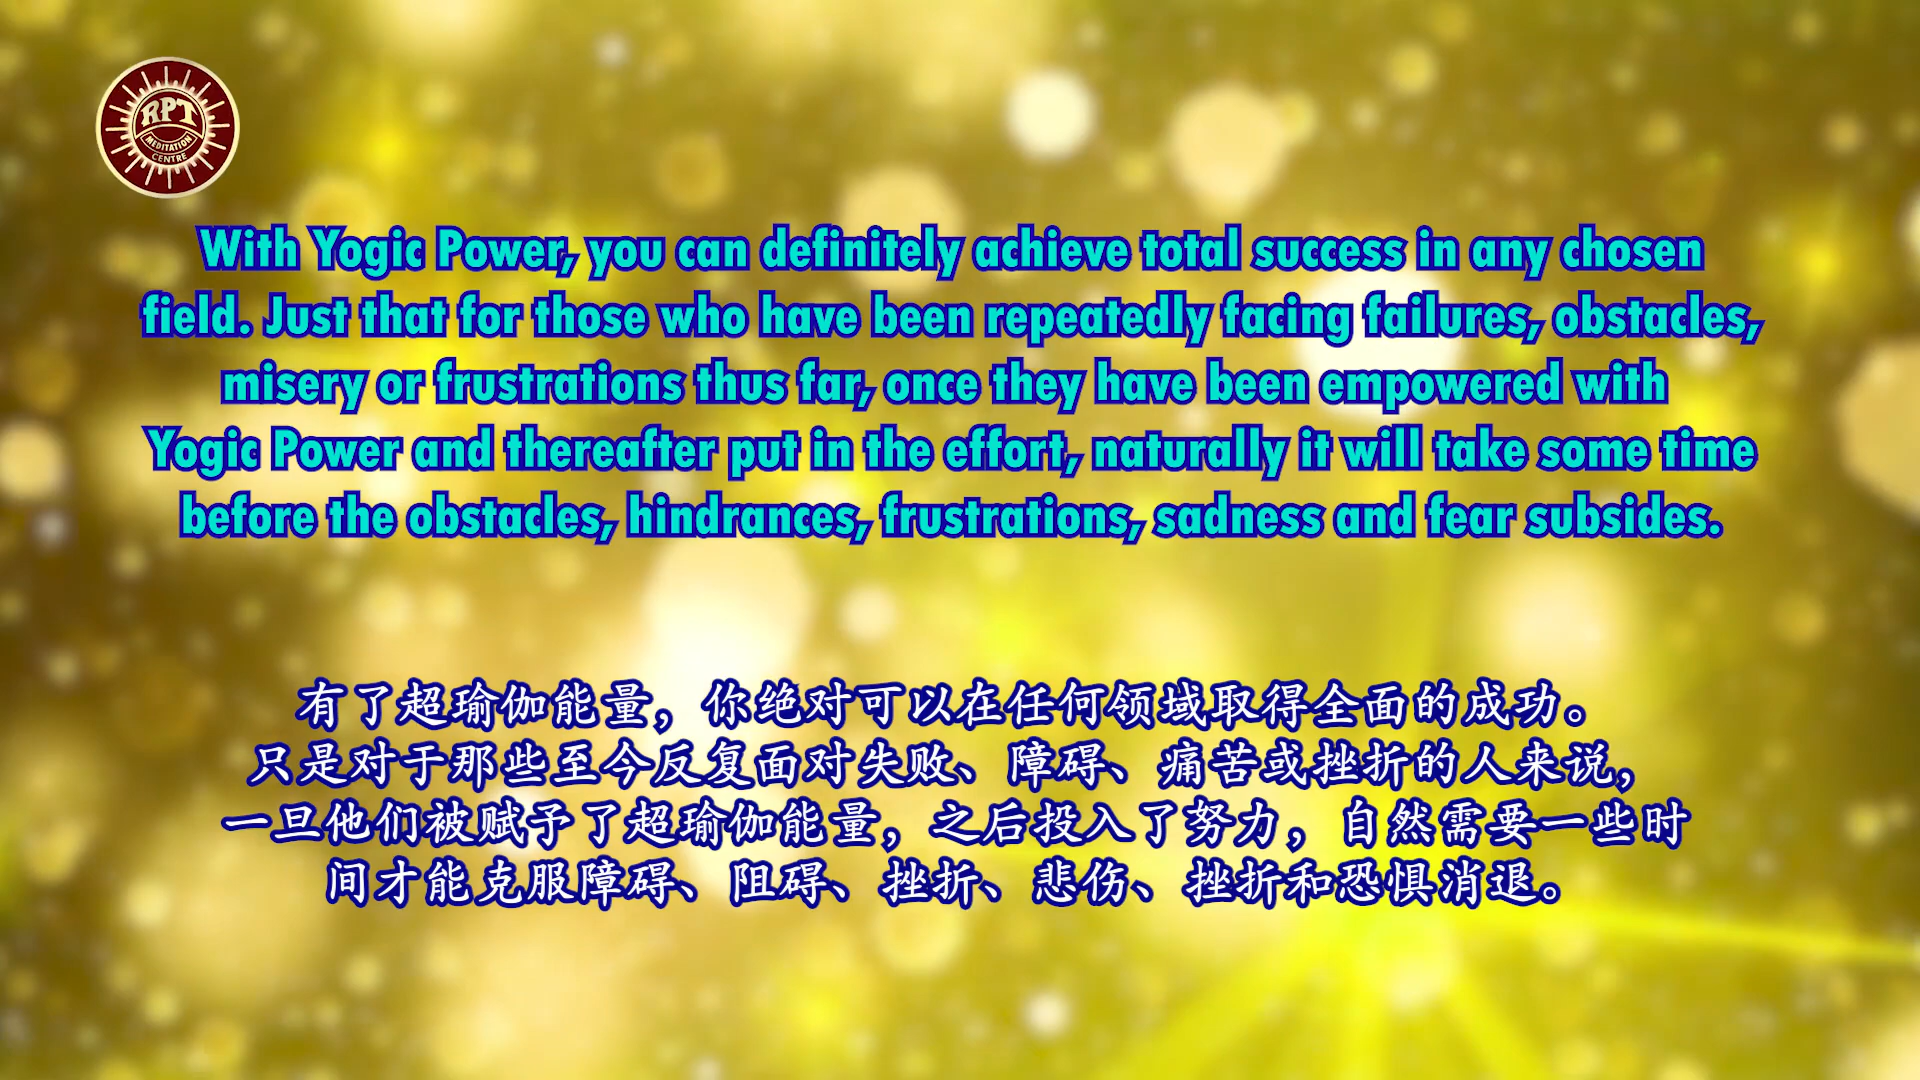 RPT
MEDITATION
CENTRE
With Yogic Power, you can definitely achieve total success in any chosen
field. Just that for those who have been repeatedly facing failures, obstacles,
misery or frustrations thus far, once they have been empowered with
Yogic Power and thereafter put in the effort, naturally it will take some time
before the obstacles, hindrances, frustrations, sadness and fear subsides.
有了超瑜伽能量，你绝对可以在任何领域取得全面的成功。
只是对于那些至今反复面对失败、障碍、痛苦或挫折的人来说，
一旦他们被赋予了超瑜伽能量，之后投入了努力，自然需要一些时
间才能克服障碍、阻碍、挫折、悲伤、挫折和恐惧消退。